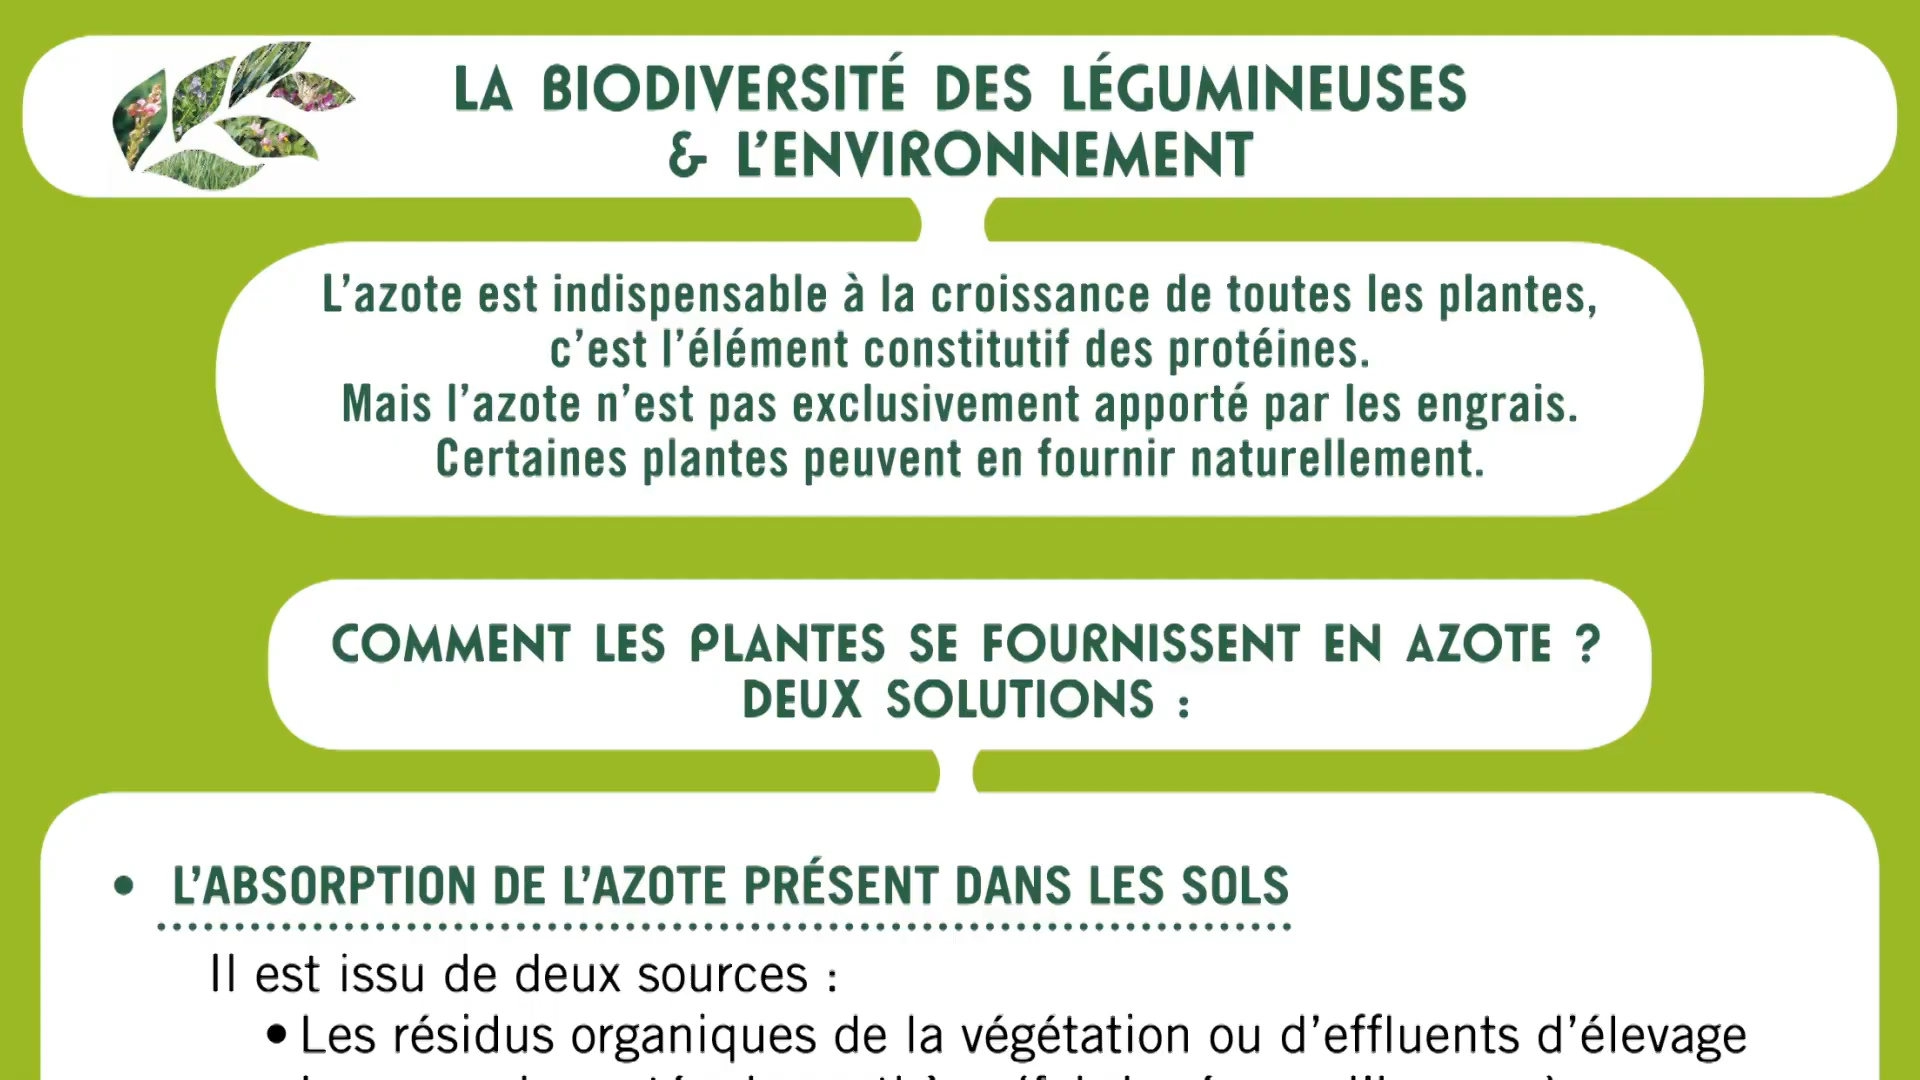 LA BIODIVERSITÉ DES LÉGUMINEUSES
& L’ENVIRONNEMENT
L’azote est indispensable à la croissance de toutes les plantes,
c’est l’élément constitutif des protéines.
Mais l’azote n’est pas exclusivement apporté par les engrais.
Certaines plantes peuvent en fournir naturellement.
COMMENT LES PLANTES SE FOURNISSENT EN AZOTE ?
DEUX SOLUTIONS :
• L’ABSORPTION DE L’AZOTE PRÉSENT DANS LES SOLS
Il est issu de deux sources :
• Les résidus organiques de la végétation ou d’effluents d’élevage